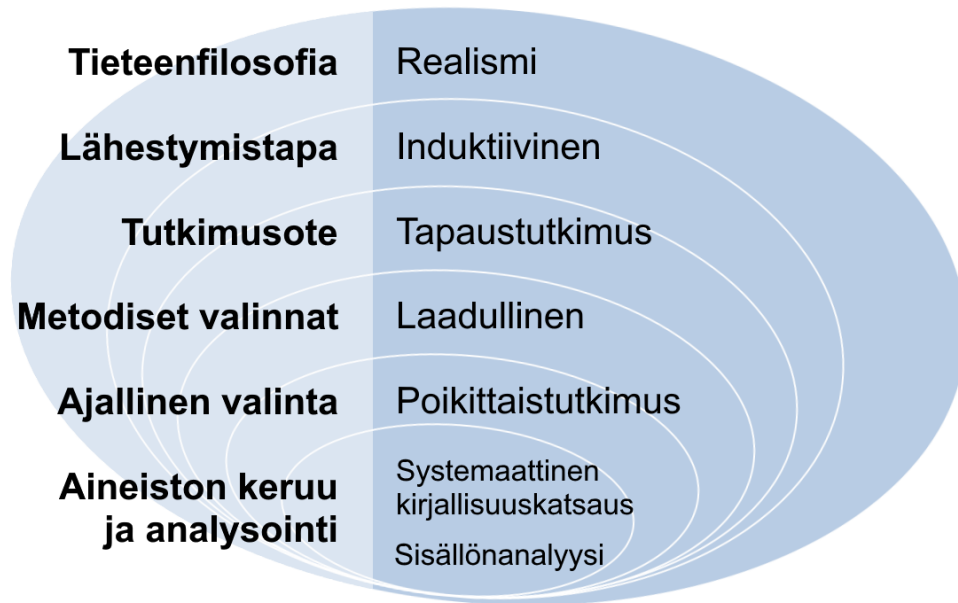 Tieteenfilosofia Realismi
Lähestymistapa Induktiivinen
Tutkimusote Tapaustutkimus
Metodiset valinnat Laadullinen
Ajallinen valinta Poikittaistutkimus
Aineiston keruu
ja analysointi
Systemaattinen
kirjallisuuskatsaus
Sisällönanalyysi